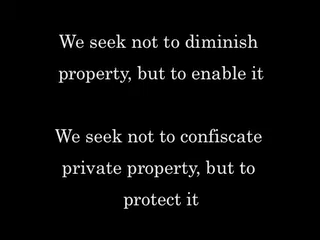 We seek not to diminish
property, but to enable it
We seek not to confiscate
private property, but to
protect it